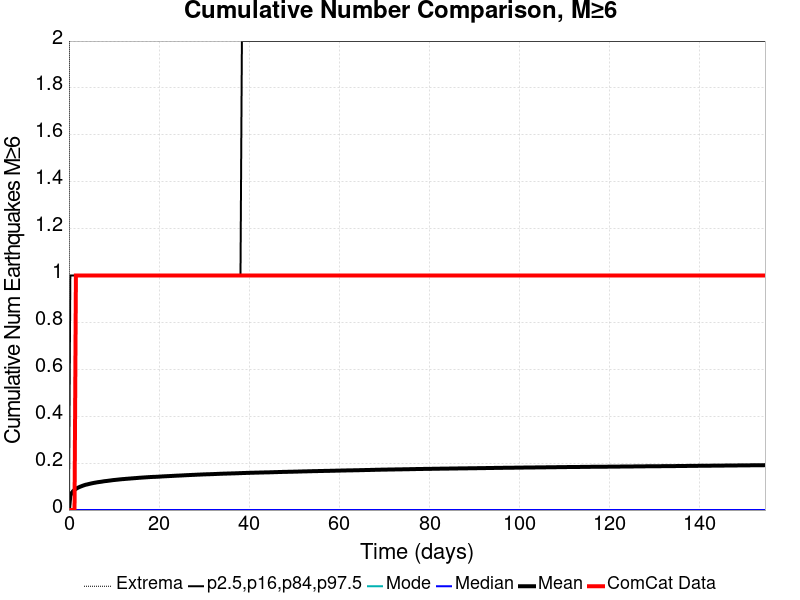 Cumulative Number Comparison, M≥6
Cumulative Num Earthquakes M≥6
2
1.8
1.6
1.4
1.2
1
0.8
0.6
0.4
0.2
0
0 20 40 60 80 100 120 140
Time (days)
Extrema p2.5,p16,p84,p97.5 Mode Median Mean ComCat Data